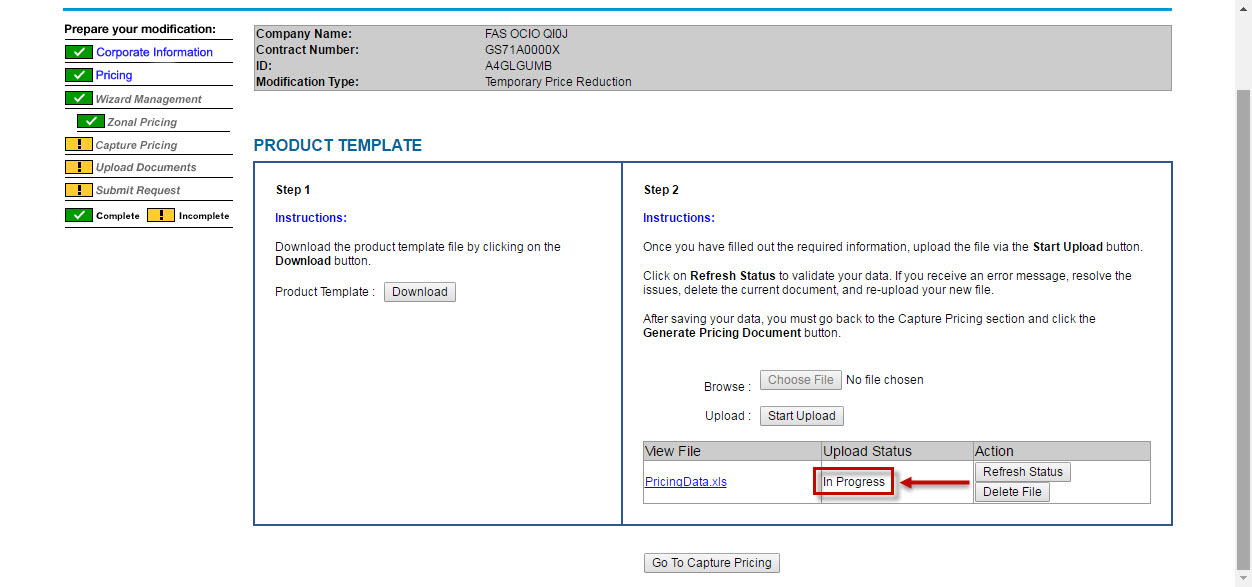 Prepare your modification:
Corporate Information
Pricing
Wizard Management
Zonal Pricing
Capture Pricing
Upload Documents
Submit Request
Complete Incomplete
Company Name: FAS OCIO QI0J
Contract Number: GS71A0000X
ID: A4GLGUMB
Modification Type: Temporary Price Reduction
PRODUCT TEMPLATE
Step 1
Instructions:
Download the product template file by clicking on the
Download button.
Product Template : Download
Step 2
Instructions:
Once you have filled out the required information, upload the file via the Start Upload button.
Click on Refresh Status to validate your data. If you receive an error message, resolve the
issues, delete the current document, and re-upload your new file.
After saving your data, you must go back to the Capture Pricing section and click the
Generate Pricing Document button.
Browse : Choose File No file chosen
Upload : Start Upload
View File Upload Status Action
PricingData.xls In Progress Refresh Status
Delete File
Go To Capture Pricing